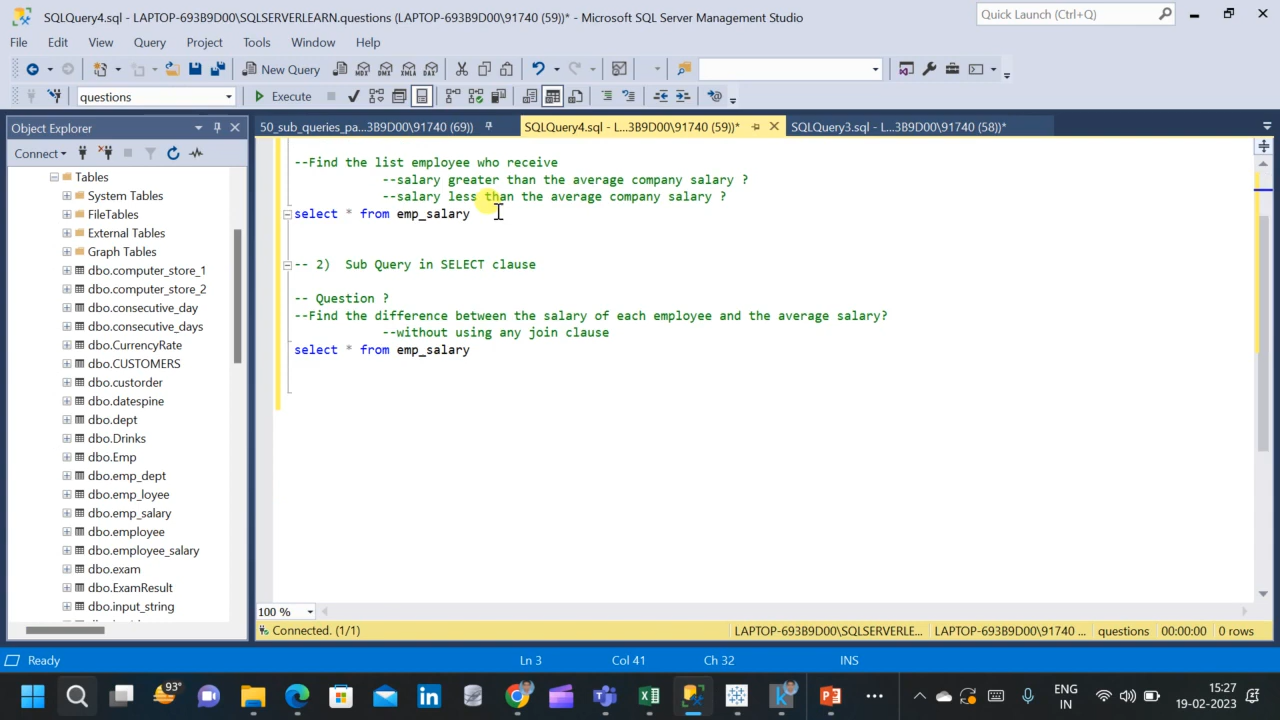 SQLQuery4.sql - LAPTOP-693B9D00\SQLSERVERLEARN.questions (LAPTOP-693B9D00\91740 (59))* - Microsoft SQL Server Management Studio
Quick Launch (Ctrl+Q)
File Edit View Query Project Tools Window Help
New Query
MDX DMX XMLA DAX
questions
Execute
Object Explorer
50_sub_queries_pa...3B9D00\91740 (69))
SQLQuery4.sql - L...3B9D00\91740 (59))*
SQLQuery3.sql - L...3B9D00\91740 (58))*
Connect
Tables
System Tables
FileTables
External Tables
Graph Tables
dbo.computer_store_1
dbo.computer_store_2
dbo.consecutive_day
dbo.consecutive_days
dbo.CurrencyRate
dbo.CUSTOMERS
dbo.custorder
dbo.datespine
dbo.dept
dbo.Drinks
dbo.Emp
dbo.emp_dept
dbo.emp_loyee
dbo.emp_salary
dbo.employee
dbo.employee_salary
dbo.exam
dbo.ExamResult
dbo.input_string
--Find the list employee who receive
--salary greater than the average company salary ?
--salary less than the average company salary ?
select * from emp_salary
-- 2) Sub Query in SELECT clause
-- Question ?
--Find the difference between the salary of each employee and the average salary?
--without using any join clause
select * from emp_salary
100 %
Connected. (1/1)
LAPTOP-693B9D00\SQLSERVERLE... LAPTOP-693B9D00\91740 ... questions 00:00:00 0 rows
Ready
Ln 3 Col 41 Ch 32 INS
93°
ENG
IN
15:27
19-02-2023